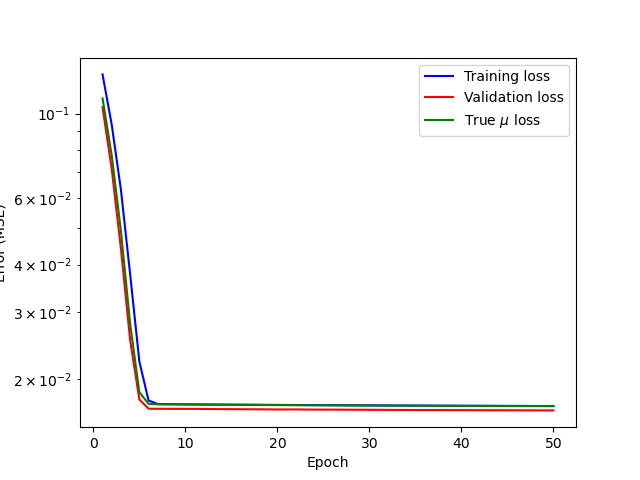 Training loss
Validation loss
True μ loss
10⁻¹
6 × 10⁻²
4 × 10⁻²
3 × 10⁻²
2 × 10⁻²
(MSE)
0 10 20 30 40 50
Epoch